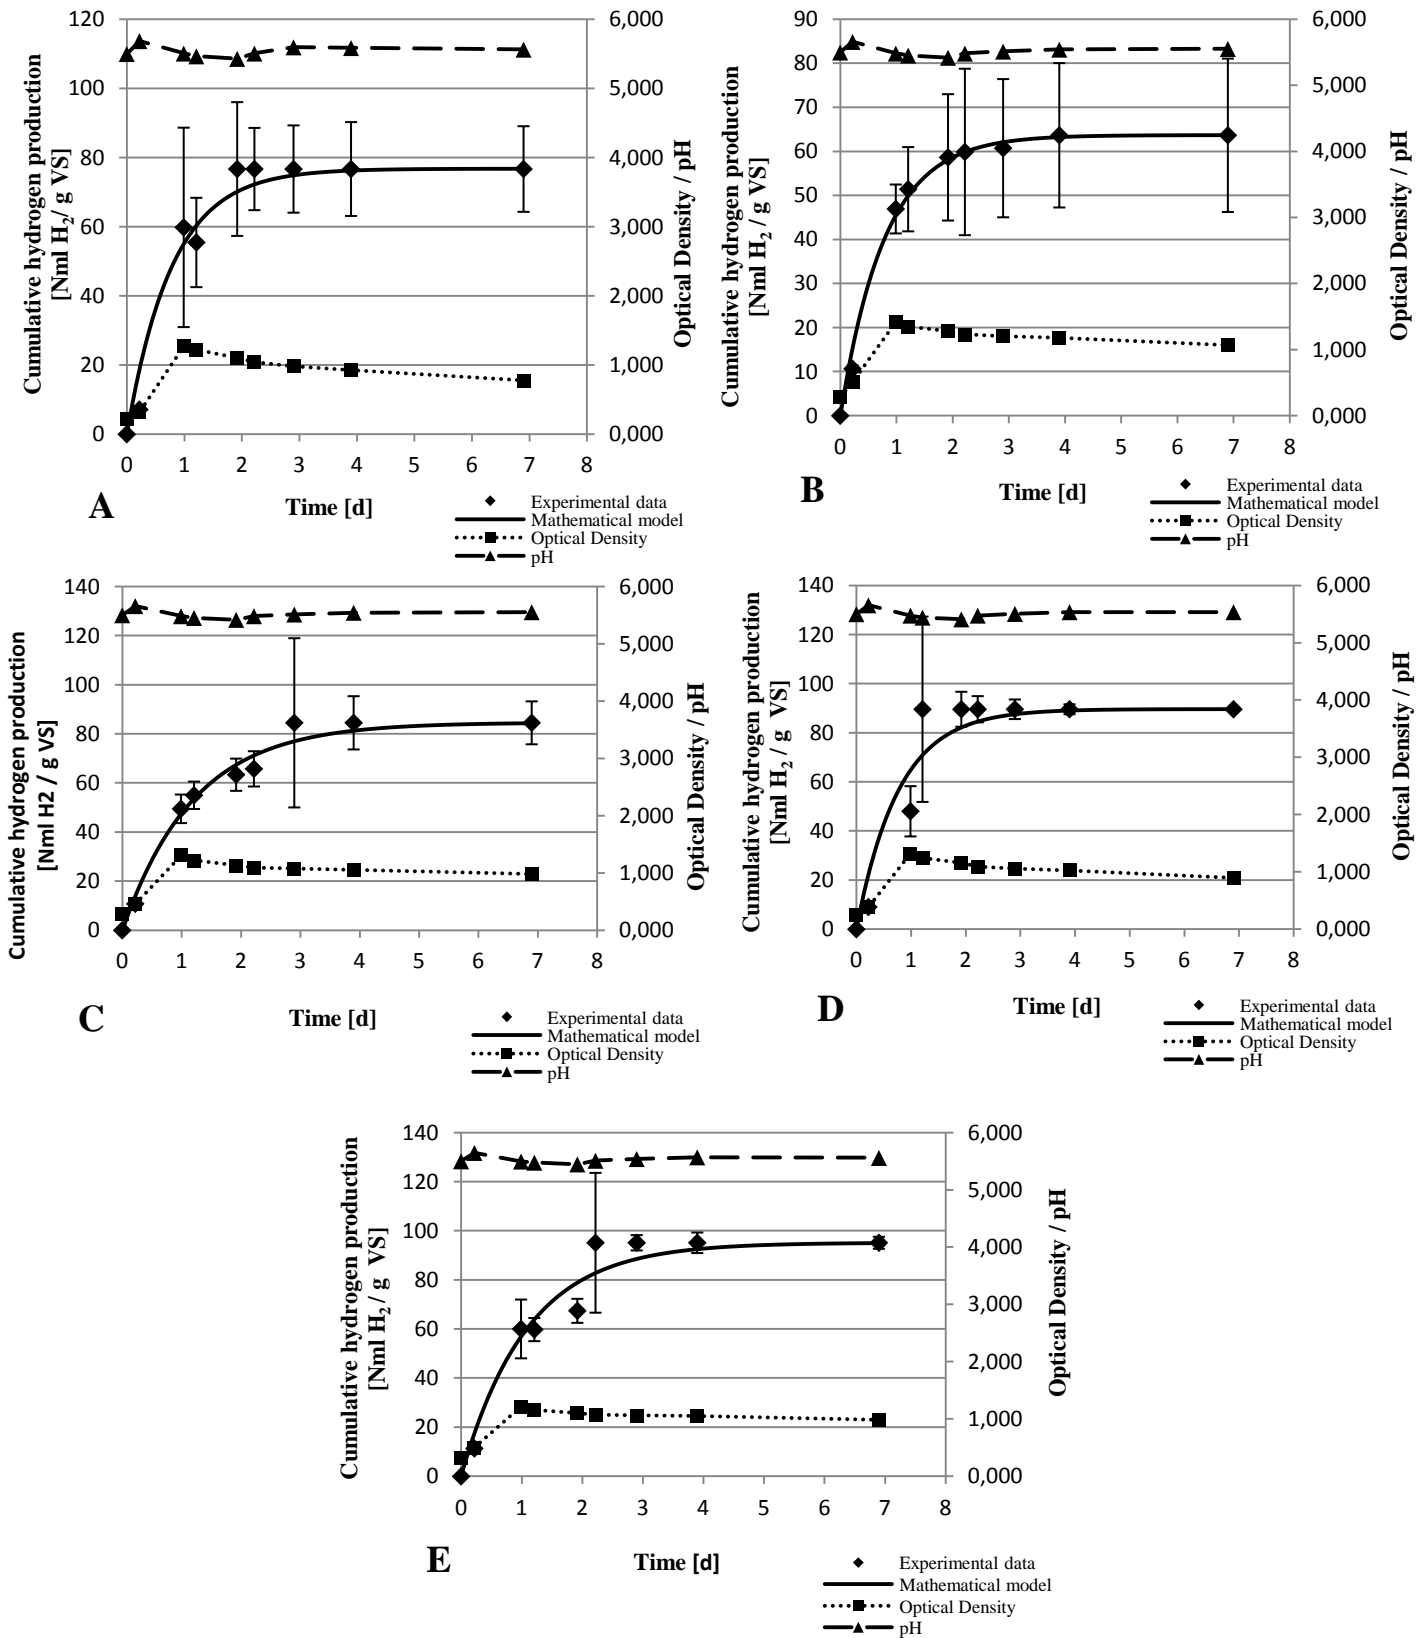 120
100
80
60
40
20
0
6,000
5,000
4,000
3,000
2,000
1,000
0,000
0 1 2 3 4 5 6 7 8
Cumulative hydrogen production
[Nml H2/ g VS]
Optical Density / pH
Time [d]
A
Experimental data
Mathematical model
Optical Density
pH
90
80
70
60
50
40
30
20
10
0
6,000
5,000
4,000
3,000
2,000
1,000
0,000
0 1 2 3 4 5 6 7 8
Cumulative hydrogen production
[Nml H2 / g VS]
Optical Density / pH
Time [d]
B
Experimental data
Mathematical model
Optical Density
pH
140
120
100
80
60
40
20
0
6,000
5,000
4,000
3,000
2,000
1,000
0,000
0 1 2 3 4 5 6 7 8
Cumulative hydrogen production
[Nml H2 / g VS]
Optical Density / pH
Time [d]
C
Experimental data
Mathematical model
Optical Density
pH
140
120
100
80
60
40
20
0
6,000
5,000
4,000
3,000
2,000
1,000
0,000
0 1 2 3 4 5 6 7 8
Cumulative hydrogen production
[Nml H2 / g VS]
Optical Density / pH
Time [d]
D
Experimental data
Mathematical model
Optical Density
pH
140
120
100
80
60
40
20
0
6,000
5,000
4,000
3,000
2,000
1,000
0,000
0 1 2 3 4 5 6 7 8
Cumulative hydrogen production
[Nml H2 / g VS]
Optical Density / pH
Time [d]
E
Experimental data
Mathematical model
Optical Density
pH